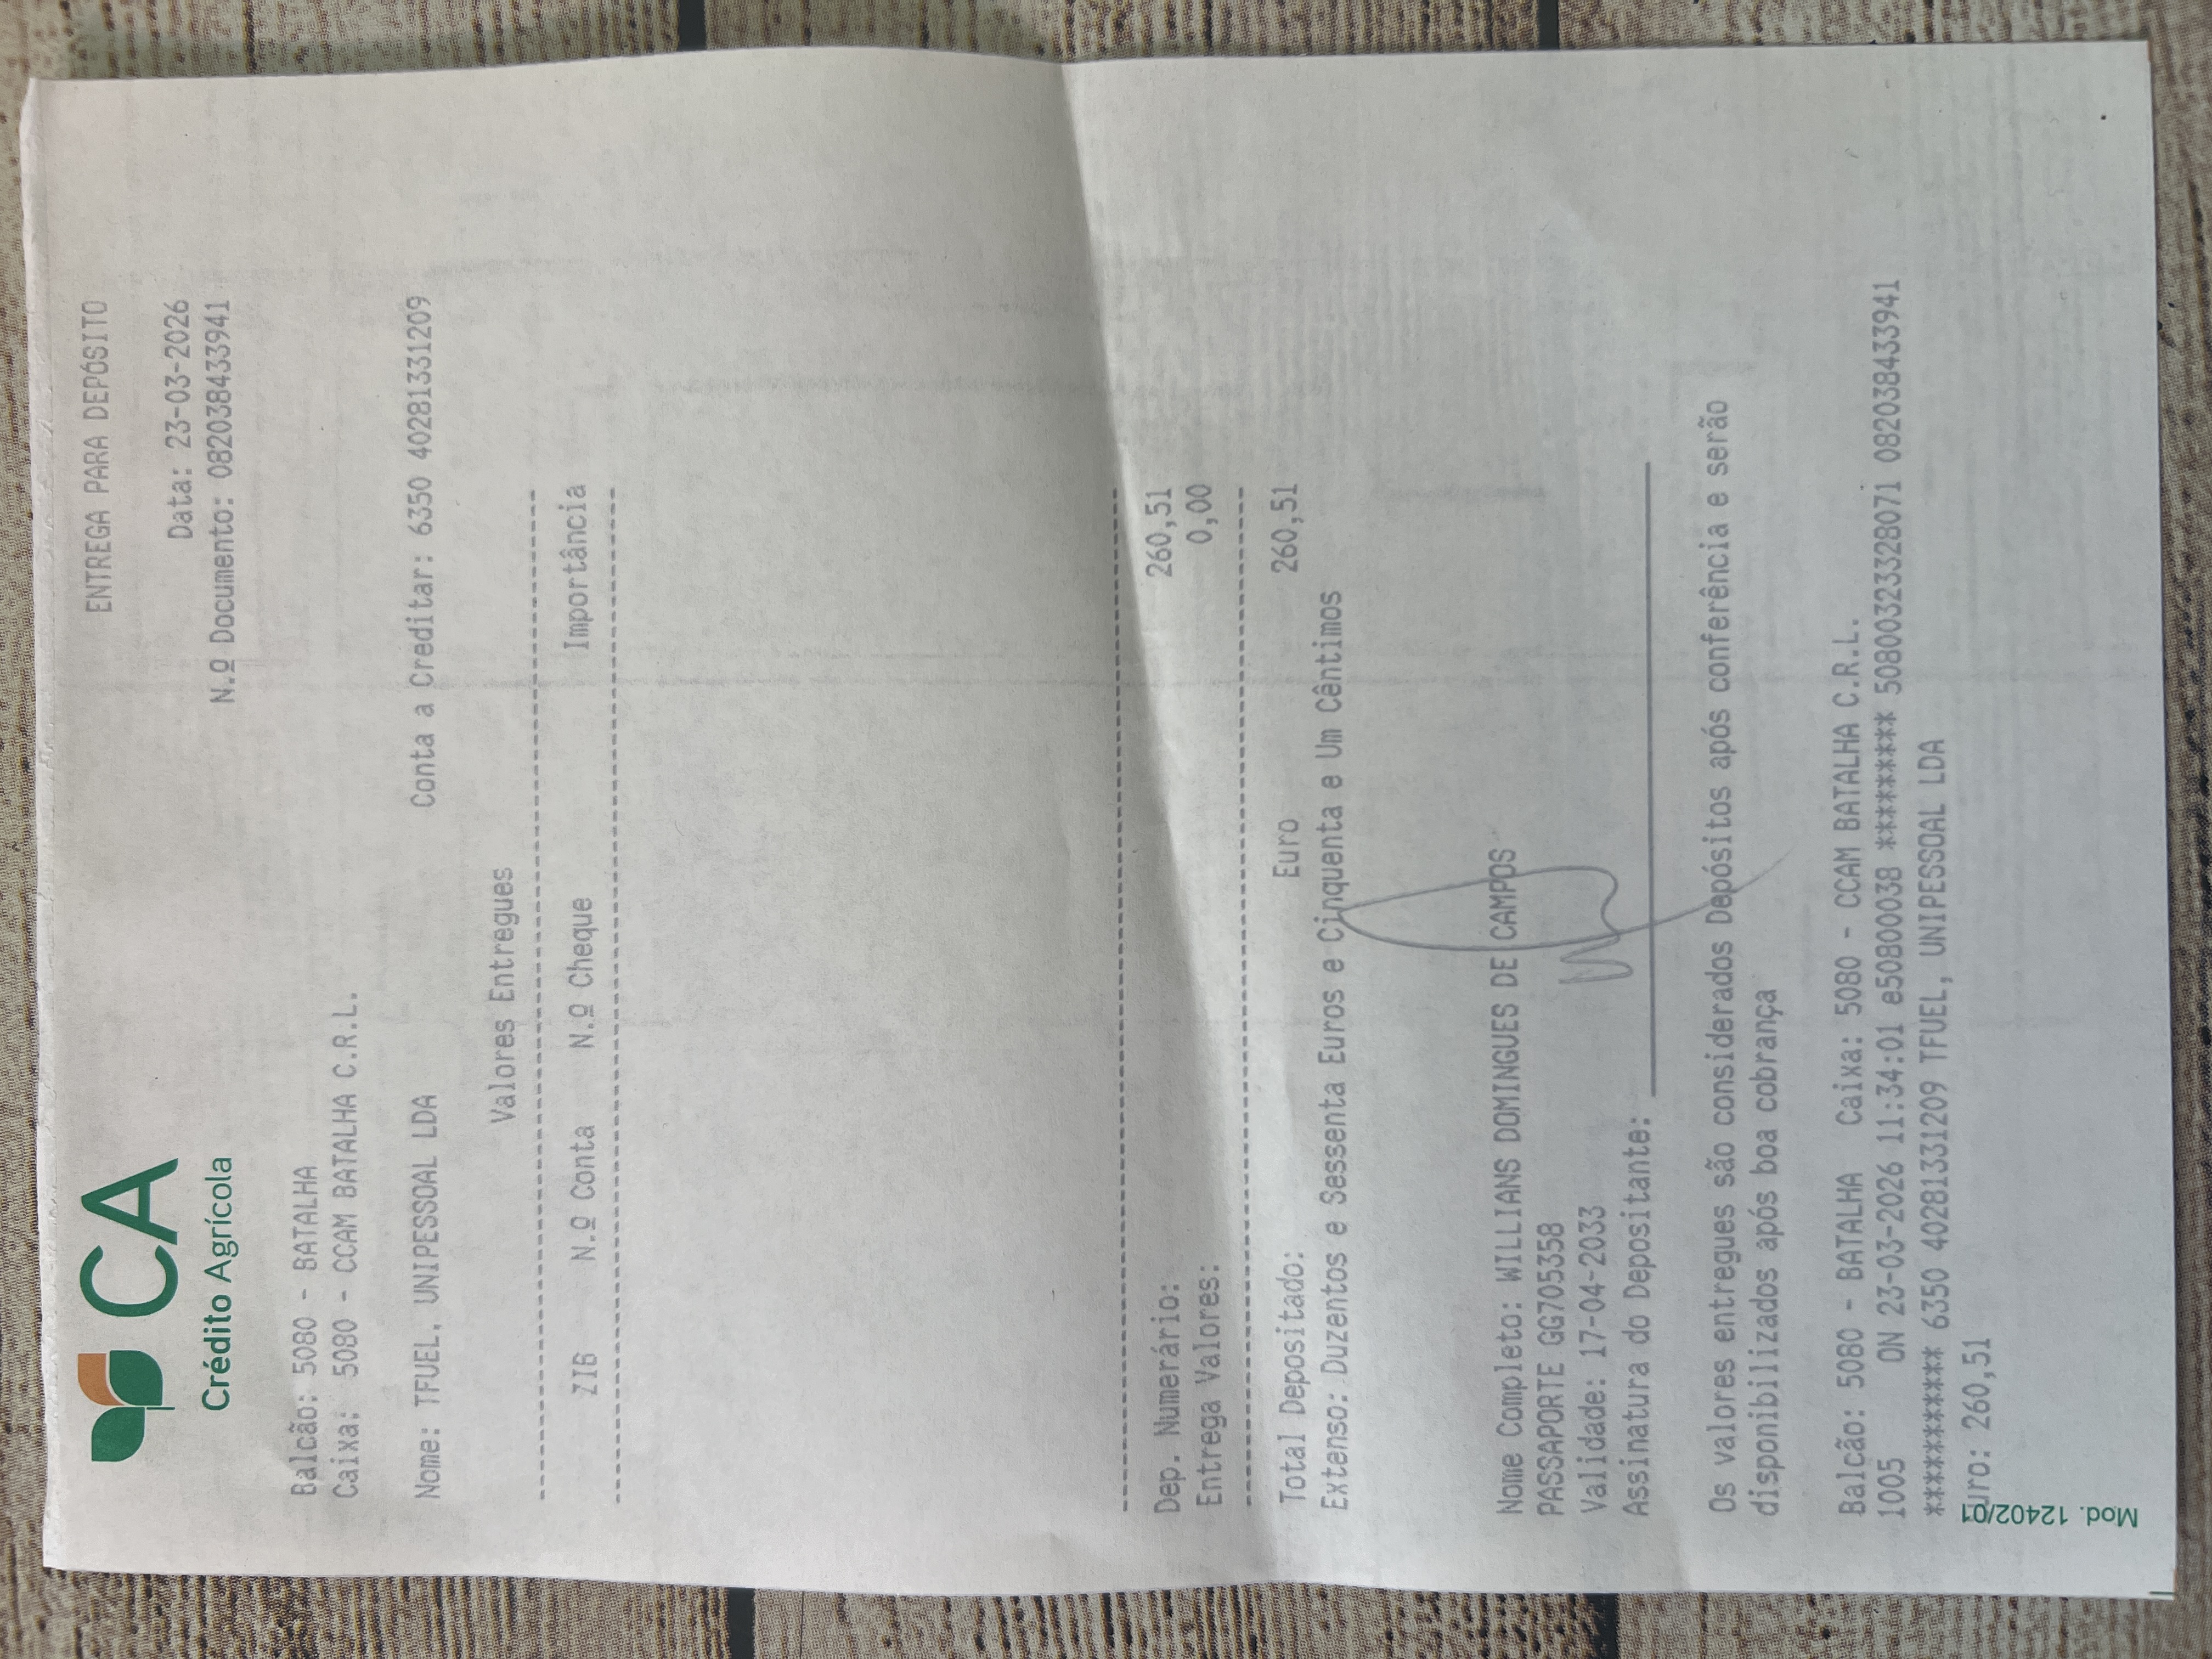 CA
Crédito Agrícola
ENTREGA PARA DEPÓSITO
Data: 23-03-2026
N.º Documento: 082038433941
Balcão: 5080 - BATALHA
Caixa: 5080 - CCAM BATALHA C.R.L.
Nome: TFUEL, UNIPESSOAL LDA Conta a Creditar: 6350 40281331209
Valores Entregues
ZIB N.º Conta N.º Cheque Importância
Dep. Numerário: 260,51
Entrega Valores: 0,00
Total Depositado: Euro 260,51
Extenso: Duzentos e Sessenta Euros e Cinquenta e Um Cêntimos
Nome Completo: WILLIANS DOMINGUES DE CAMPOS
PASSAPORTE GG705358
Validade: 17-04-2033
Assinatura do Depositante:
Os valores entregues são considerados Depósitos após conferência e serão
disponibilizados após boa cobrança
Balcão: 5080 - BATALHA Caixa: 5080 - CCAM BATALHA C.R.L.
1005 ON 23-03-2026 11:34:01 e50800038 ********* 50800323328071 082038433941
*********** 6350 40281331209 TFUEL, UNIPESSOAL LDA
uro: 260,51
Mod. 12402/01